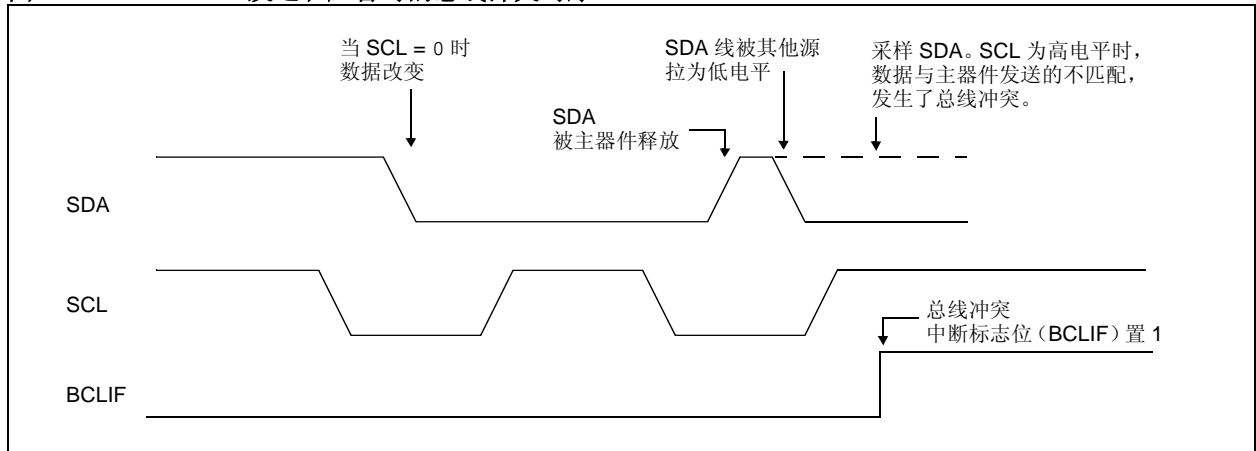 当 SCL = 0 时
数据改变
SDA 线被其他源
拉为低电平
采样 SDA。SCL 为高电平时，
数据与主器件发送的不匹配，
发生了总线冲突。
SDA
被主器件释放
SDA
SCL
总线冲突
中断标志位（BCLIF）置 1
BCLIF